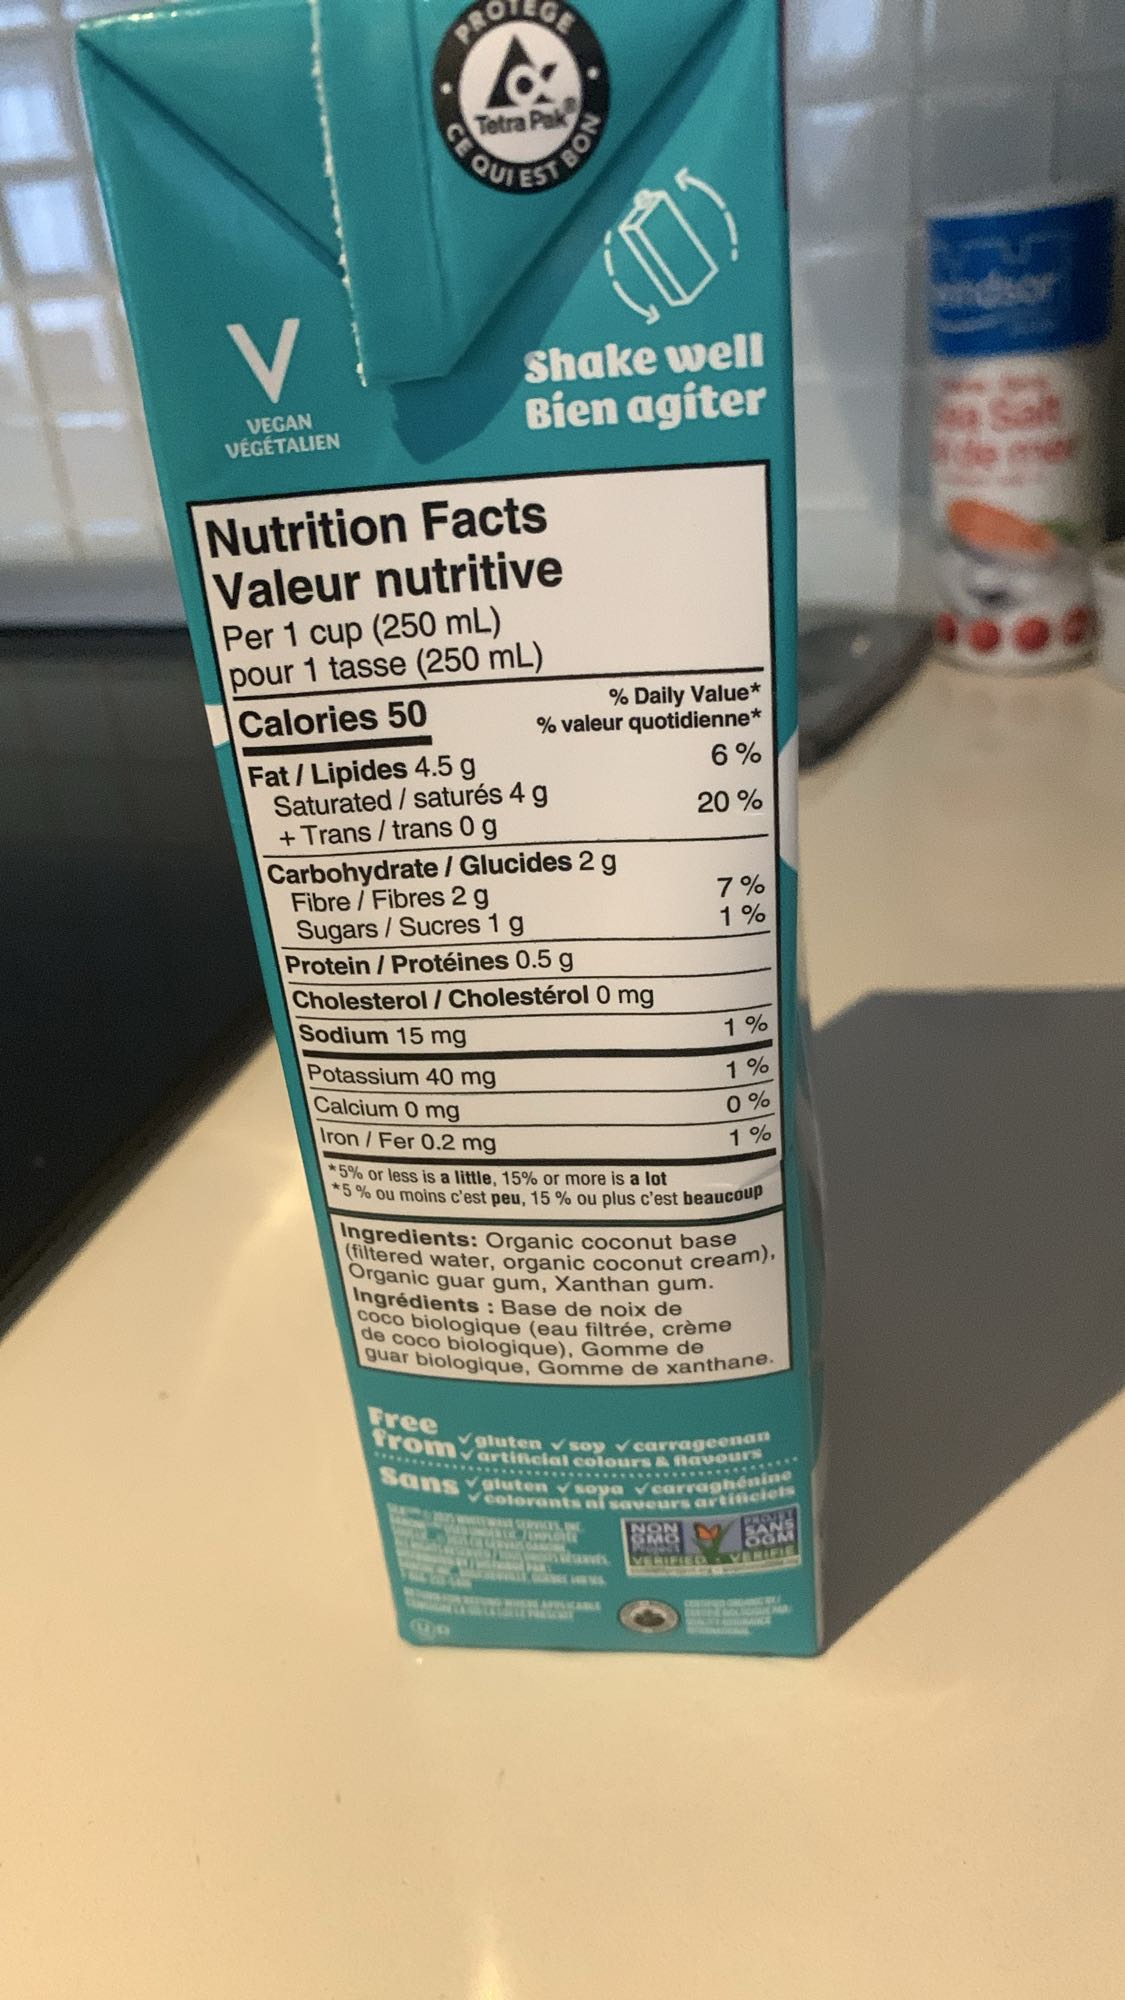 PROTÈGE
Tetra Pak®
CE QUI EST BON
Shake well
Bien agiter
V
VEGAN
VÉGÉTALIEN
Nutrition Facts
Valeur nutritive
Per 1 cup (250 mL)
pour 1 tasse (250 mL)
Calories 50
% Daily Value*
% valeur quotidienne*
Fat / Lipides 4.5 g 6 %
Saturated / saturés 4 g
+ Trans / trans 0 g 20 %
Carbohydrate / Glucides 2 g
Fibre / Fibres 2 g 7 %
Sugars / Sucres 1 g 1 %
Protein / Protéines 0.5 g
Cholesterol / Cholestérol 0 mg
Sodium 15 mg 1 %
Potassium 40 mg 1 %
Calcium 0 mg 0 %
Iron / Fer 0.2 mg 1 %
*5% or less is a little, 15% or more is a lot
*5 % ou moins c'est peu, 15 % ou plus c'est beaucoup
Ingredients: Organic coconut base
(filtered water, organic coconut cream),
Organic guar gum, Xanthan gum.
Ingrédients : Base de noix de
coco biologique (eau filtrée, crème
de coco biologique), Gomme de
guar biologique, Gomme de xanthane.
Free
from
✓gluten ✓soy ✓carrageenan
✓artificial colours & flavours
Sans
✓gluten ✓soya ✓carraghénine
✓colorants ni saveurs artificiels
NON
GMO
VERIFIED
PROJET
SANS
OGM
VÉRIFIÉ
Sea Salt